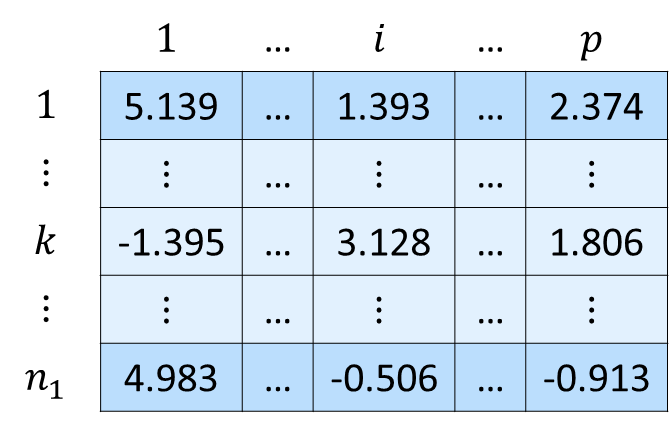 1 ... i ... p
1 5.139 ... 1.393 ... 2.374
⋮ ⋮ ... ⋮ ... ⋮
k -1.395 ... 3.128 ... 1.806
⋮ ⋮ ... ⋮ ... ⋮
n₁ 4.983 ... -0.506 ... -0.913